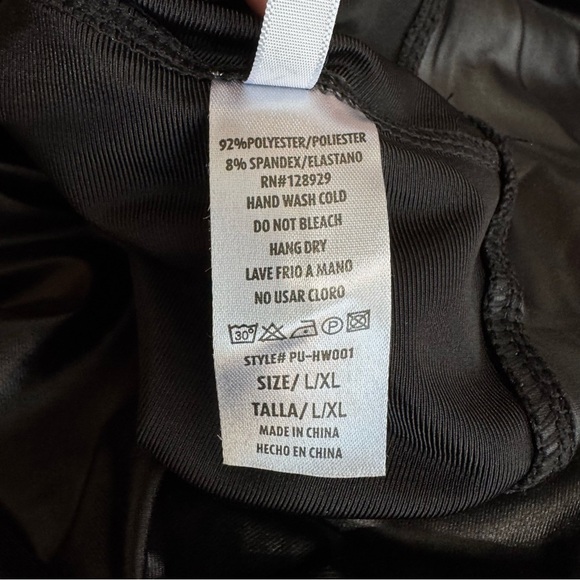 92%POLYESTER/POLIESTER
8% SPANDEX/ELASTANO
RN#128929
HAND WASH COLD
DO NOT BLEACH
HANG DRY
LAVE FRIO A MANO
NO USAR CLORO
30° P
STYLE# PU-HW001
SIZE/ L/XL
TALLA/ L/XL
MADE IN CHINA
HECHO EN CHINA